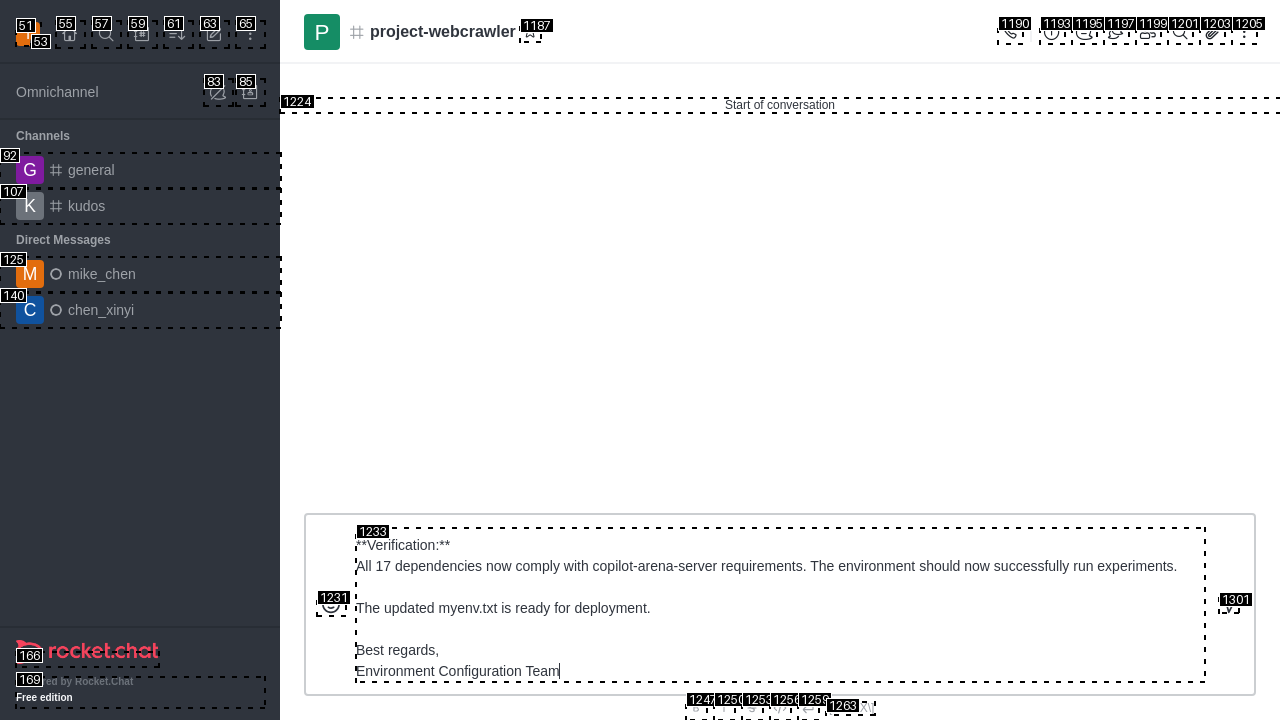 project-webcrawler
Omnichannel
Start of conversation
Channels
G general
K kudos
Direct Messages
M mike_chen
C chen_xinyi
P
51
53
55
57
59
61
63
65
83
85
92
107
125
140
166
169
1187
1190
1193
1195
1197
1199
1201
1203
1205
1224
1231
1233
1301
**Verification:**
All 17 dependencies now comply with copilot-arena-server requirements. The environment should now successfully run experiments.
The updated myenv.txt is ready for deployment.
Best regards,
Environment Configuration Team
1247
1250
1253
1256
1259
1263
rocket.chat
ed by Rocket.Chat
Free edition